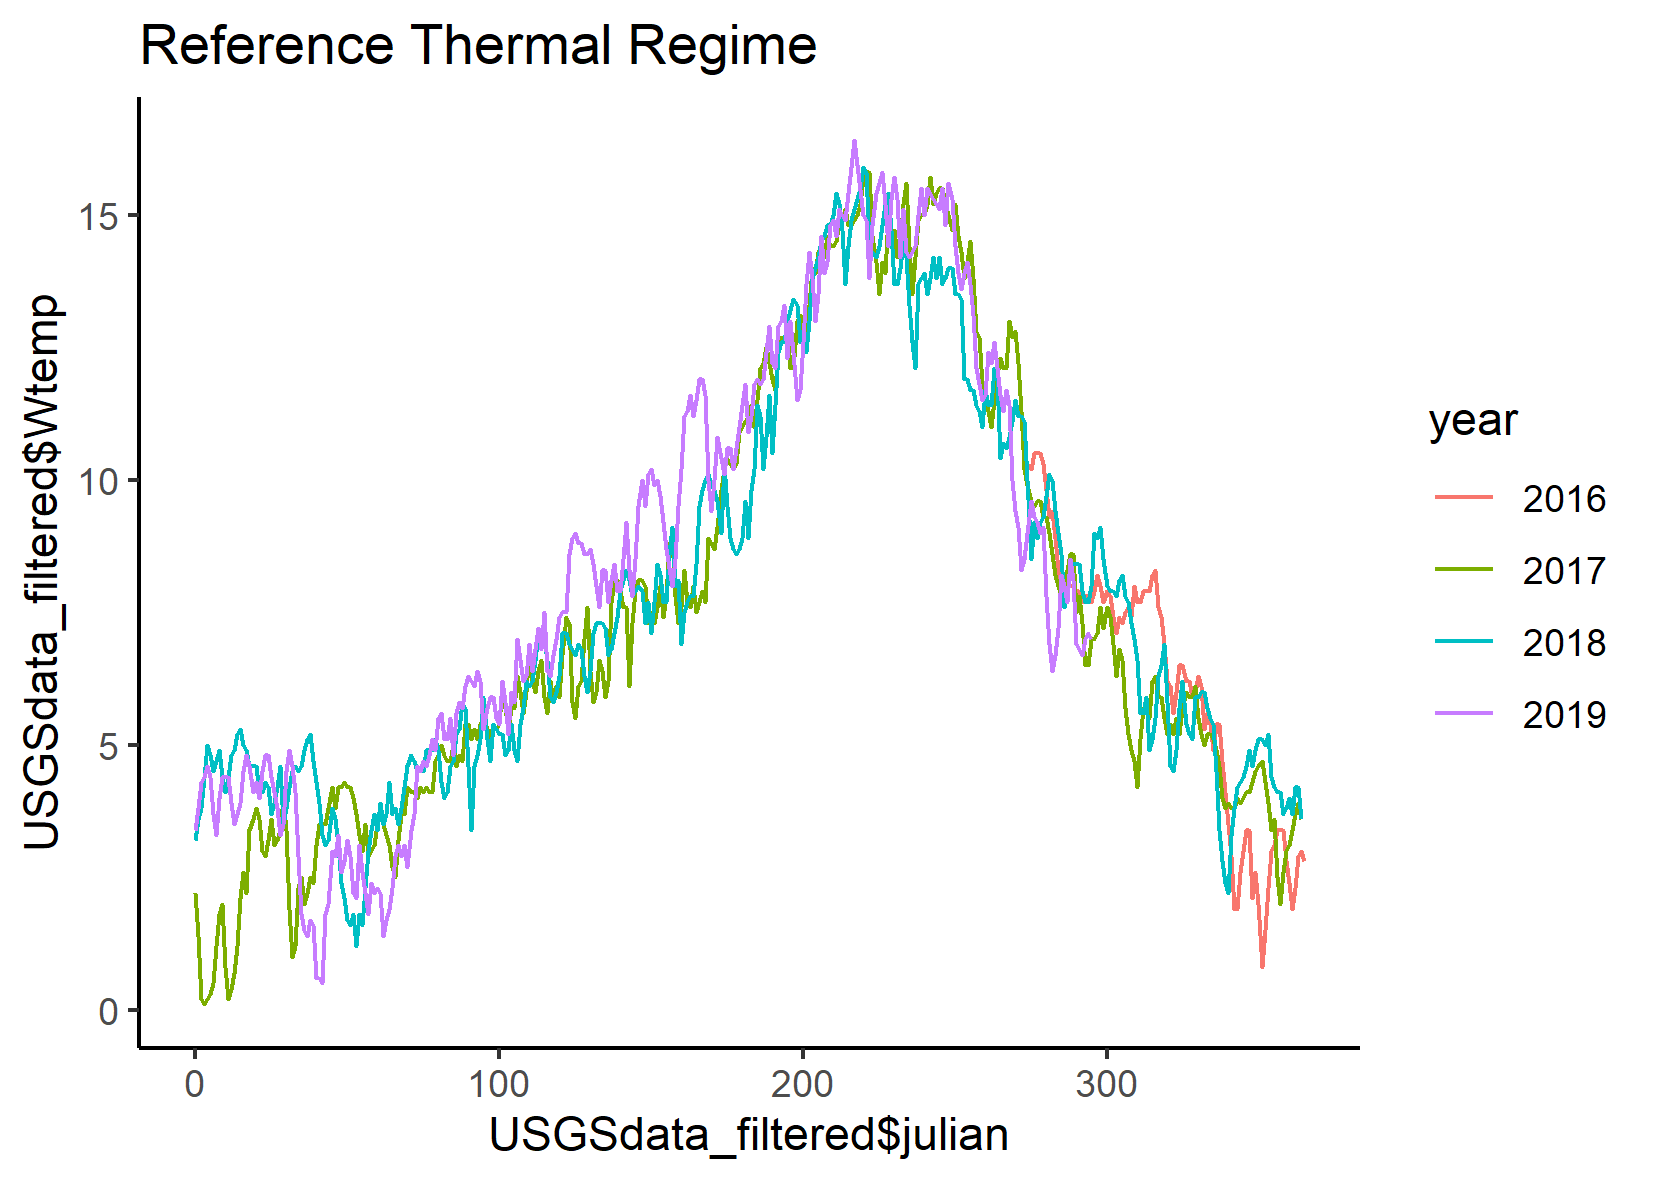 Reference Thermal Regime
USGSdata_filtered$Wtemp
15
10
5
0
0 100 200 300
USGSdata_filtered$julian
year
2016
2017
2018
2019